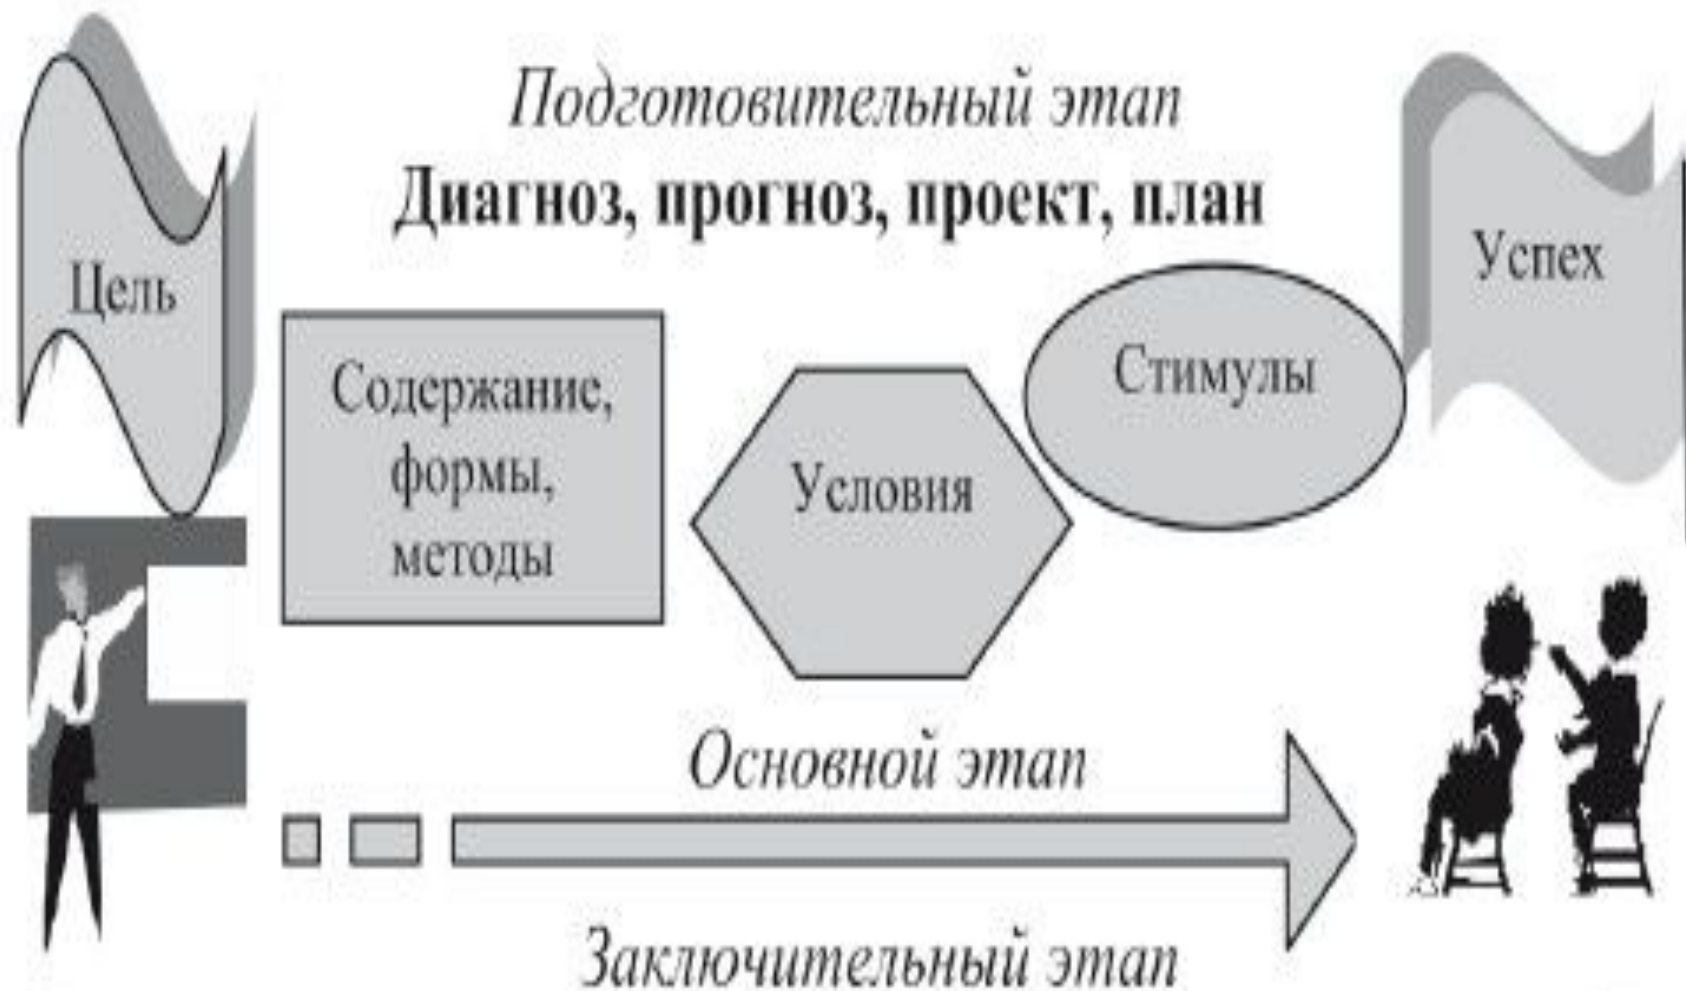 Подготовительный этап
Диагноз, прогноз, проект, план
Цель
Успех
Содержание,
формы,
методы
Условия
Стимулы
Основной этап
Заключительный этап